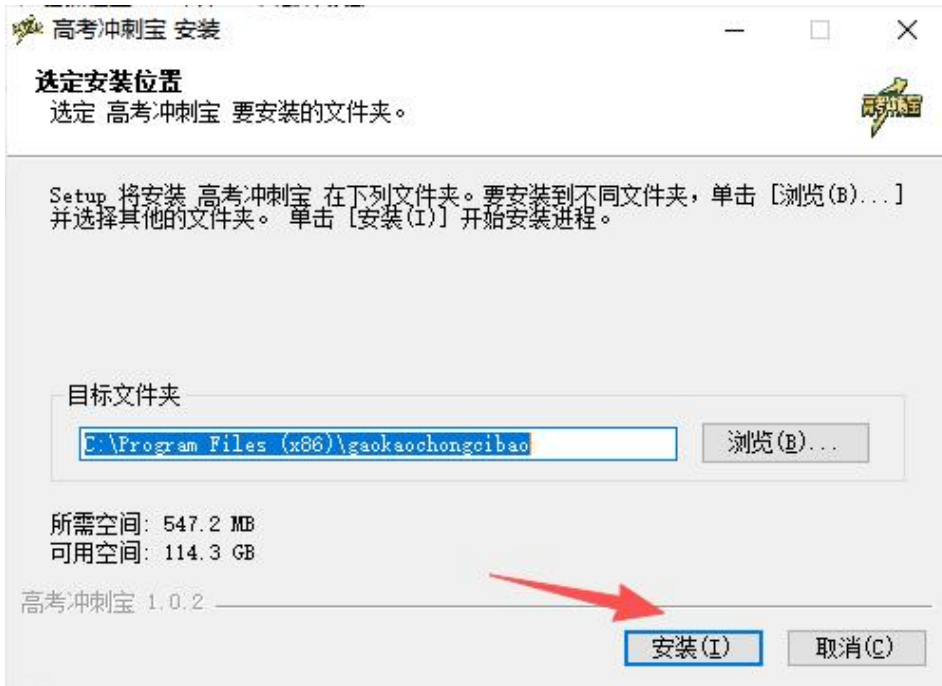 高考冲刺宝 安装
选定安装位置
选定 高考冲刺宝 要安装的文件夹。
高考冲刺宝
Setup 将安装 高考冲刺宝 在下列文件夹。要安装到不同文件夹，单击 [浏览(B)...]
并选择其他的文件夹。 单击 [安装(I)] 开始安装进程。
目标文件夹
C:\Program Files (x86)\gaokaochongcibao
浏览(B)...
所需空间: 547.2 MB
可用空间: 114.3 GB
高考冲刺宝 1.0.2
安装(I)
取消(C)